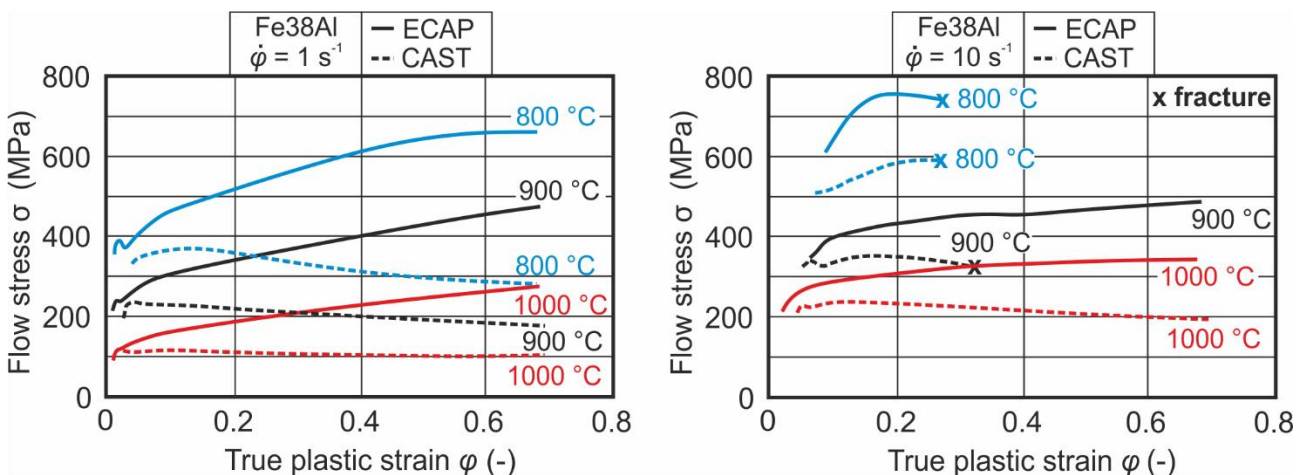 Fe38Al
φ̇ = 1 s⁻¹
ECAP
CAST
800
600
400
200
0
Flow stress σ (MPa)
800 °C
900 °C
800 °C
1000 °C
900 °C
1000 °C
0 0.2 0.4 0.6 0.8
True plastic strain φ (-)
Fe38Al
φ̇ = 10 s⁻¹
ECAP
CAST
x fracture
800
600
400
200
0
Flow stress σ (MPa)
x 800 °C
x 800 °C
900 °C
900 °C
x
1000 °C
1000 °C
0 0.2 0.4 0.6 0.8
True plastic strain φ (-)